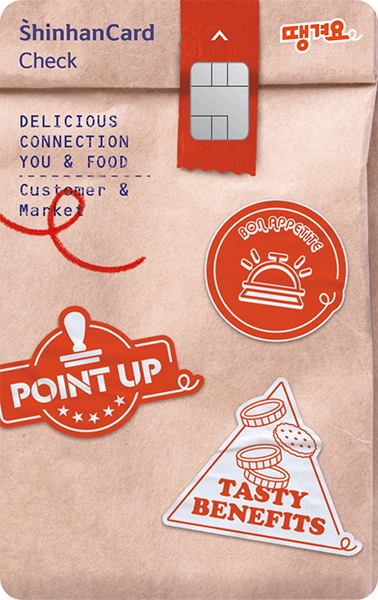 ShinhanCard
Check
땡겨요
DELICIOUS
CONNECTION
YOU & FOOD
Customer &
Market
BON APPETITE
POINT UP
TASTY
BENEFITS